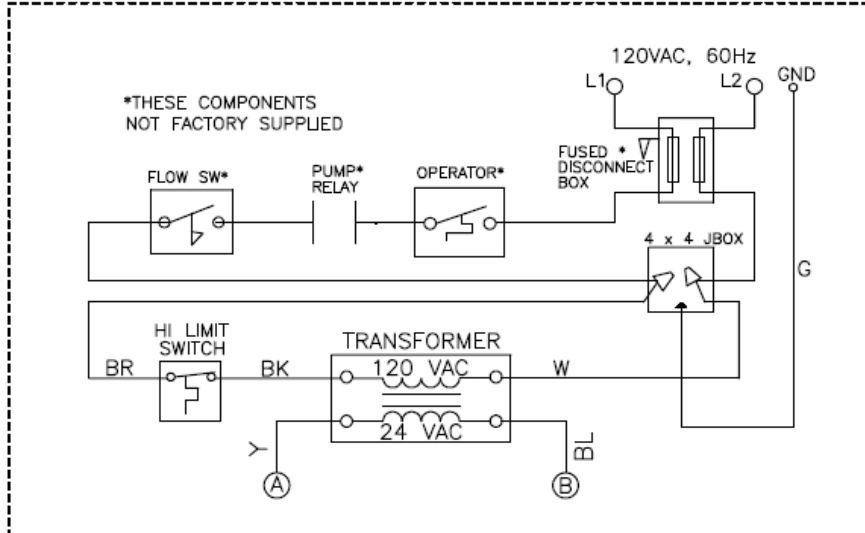 120VAC, 60Hz
L1
L2
GND
*THESE COMPONENTS
NOT FACTORY SUPPLIED
FUSED *
DISCONNECT
BOX
FLOW SW*
PUMP*
RELAY
OPERATOR*
4 x 4 JBOX
G
HI LIMIT
SWITCH
TRANSFORMER
BR
BK
120 VAC
W
24 VAC
Y
BL
A
B